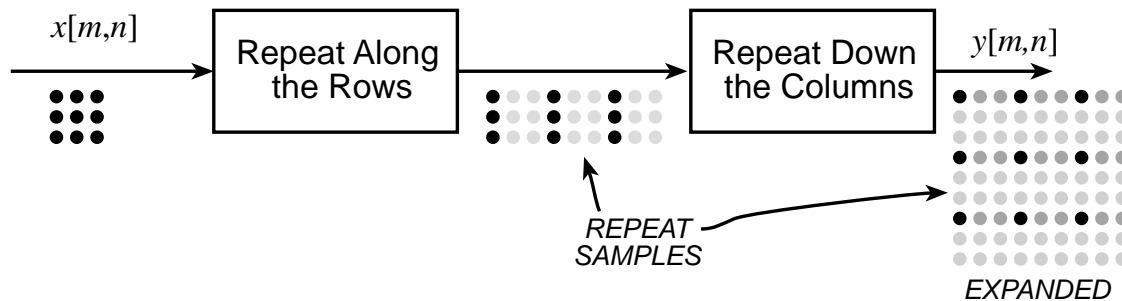 x[m,n]
Repeat Along
the Rows
Repeat Down
the Columns
y[m,n]
REPEAT
SAMPLES
EXPANDED